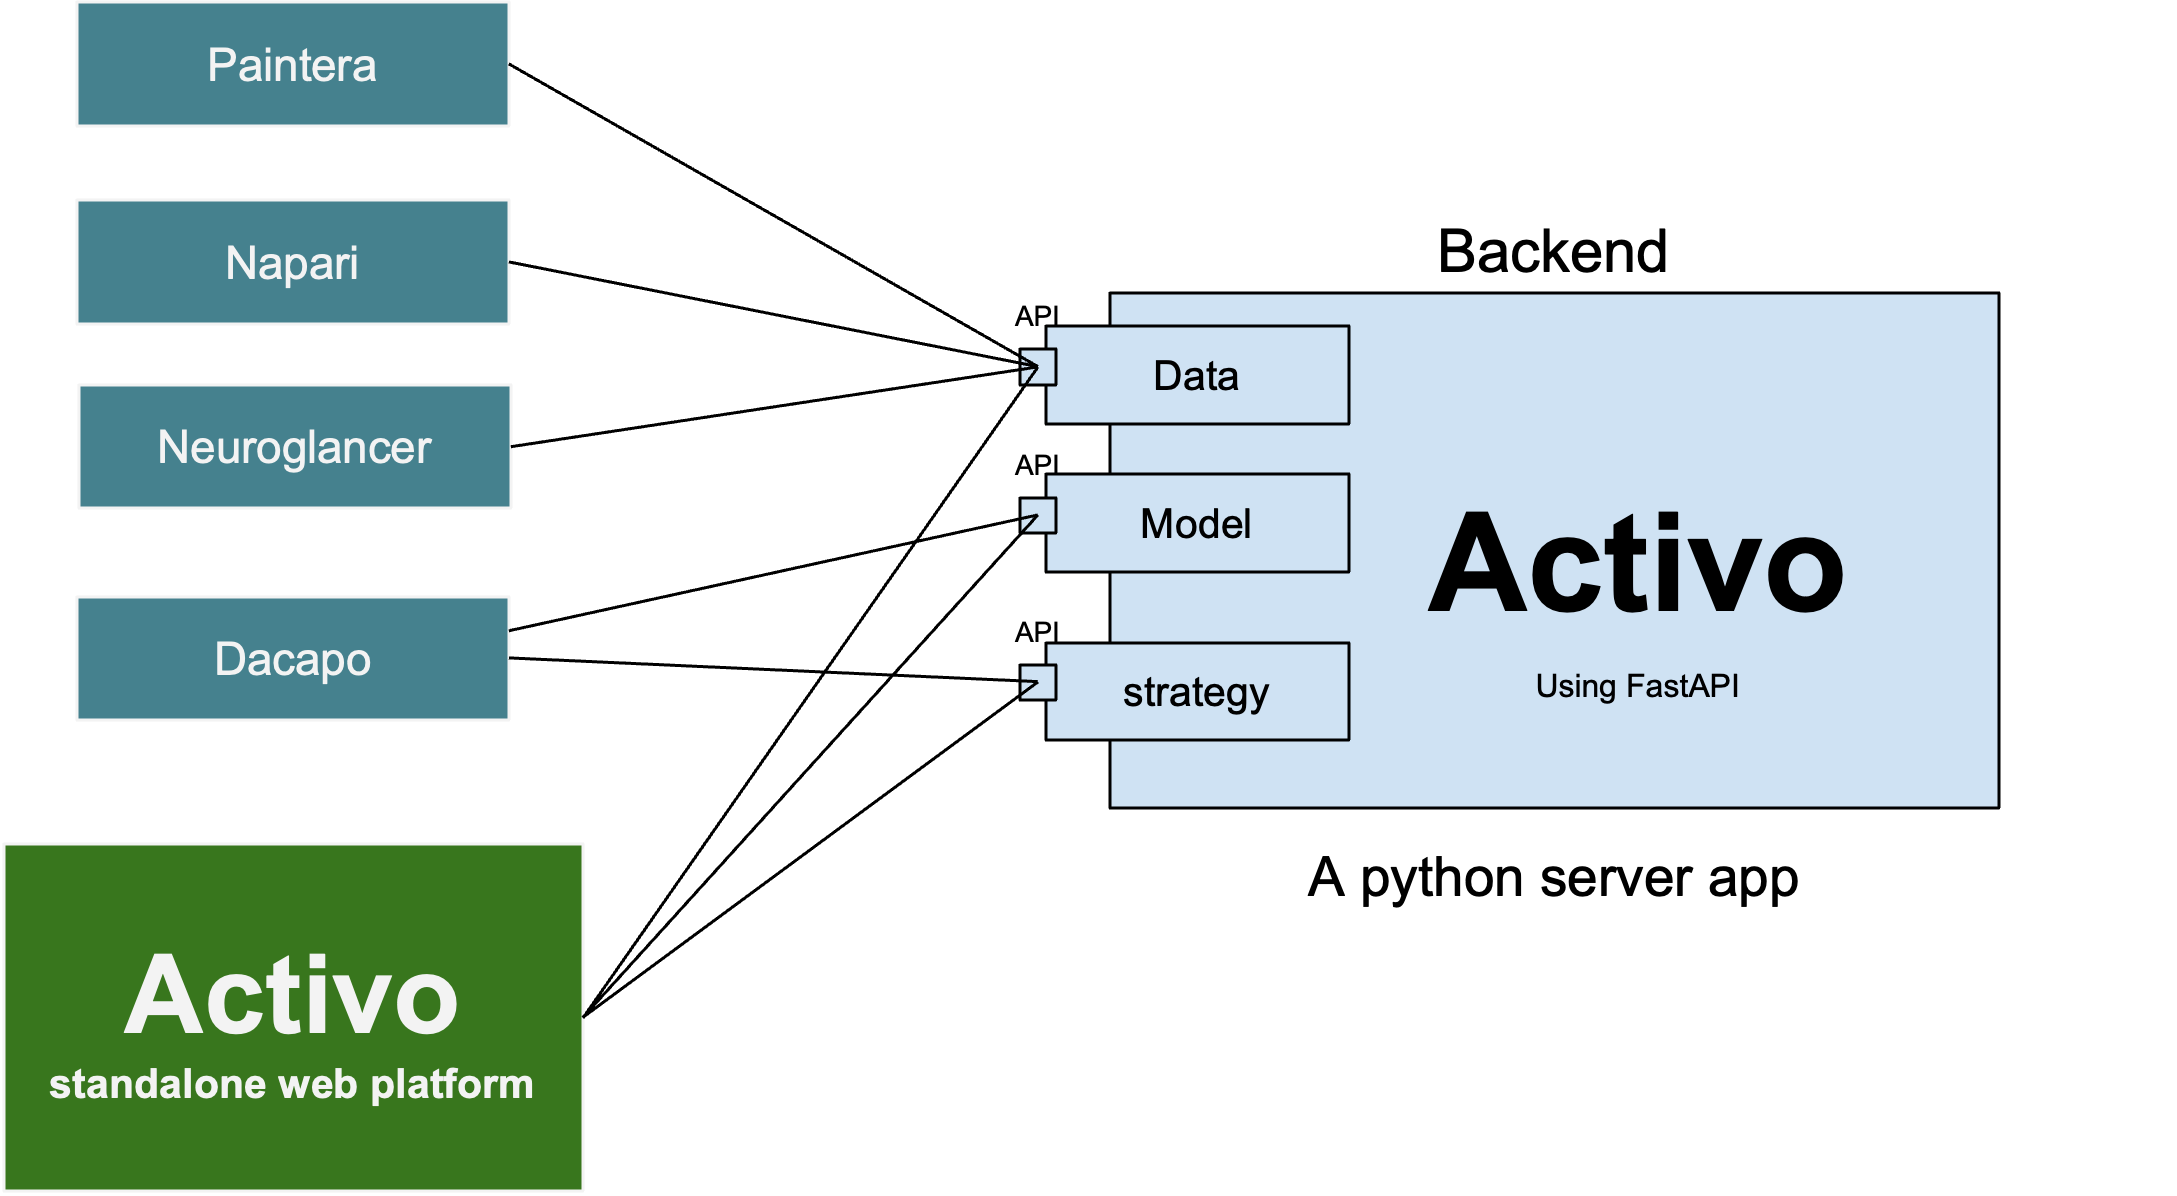 Paintera
Napari
Neuroglancer
Dacapo
Activo
standalone web platform
Backend
API
Data
API
Model
API
strategy
Activo
Using FastAPI
A python server app